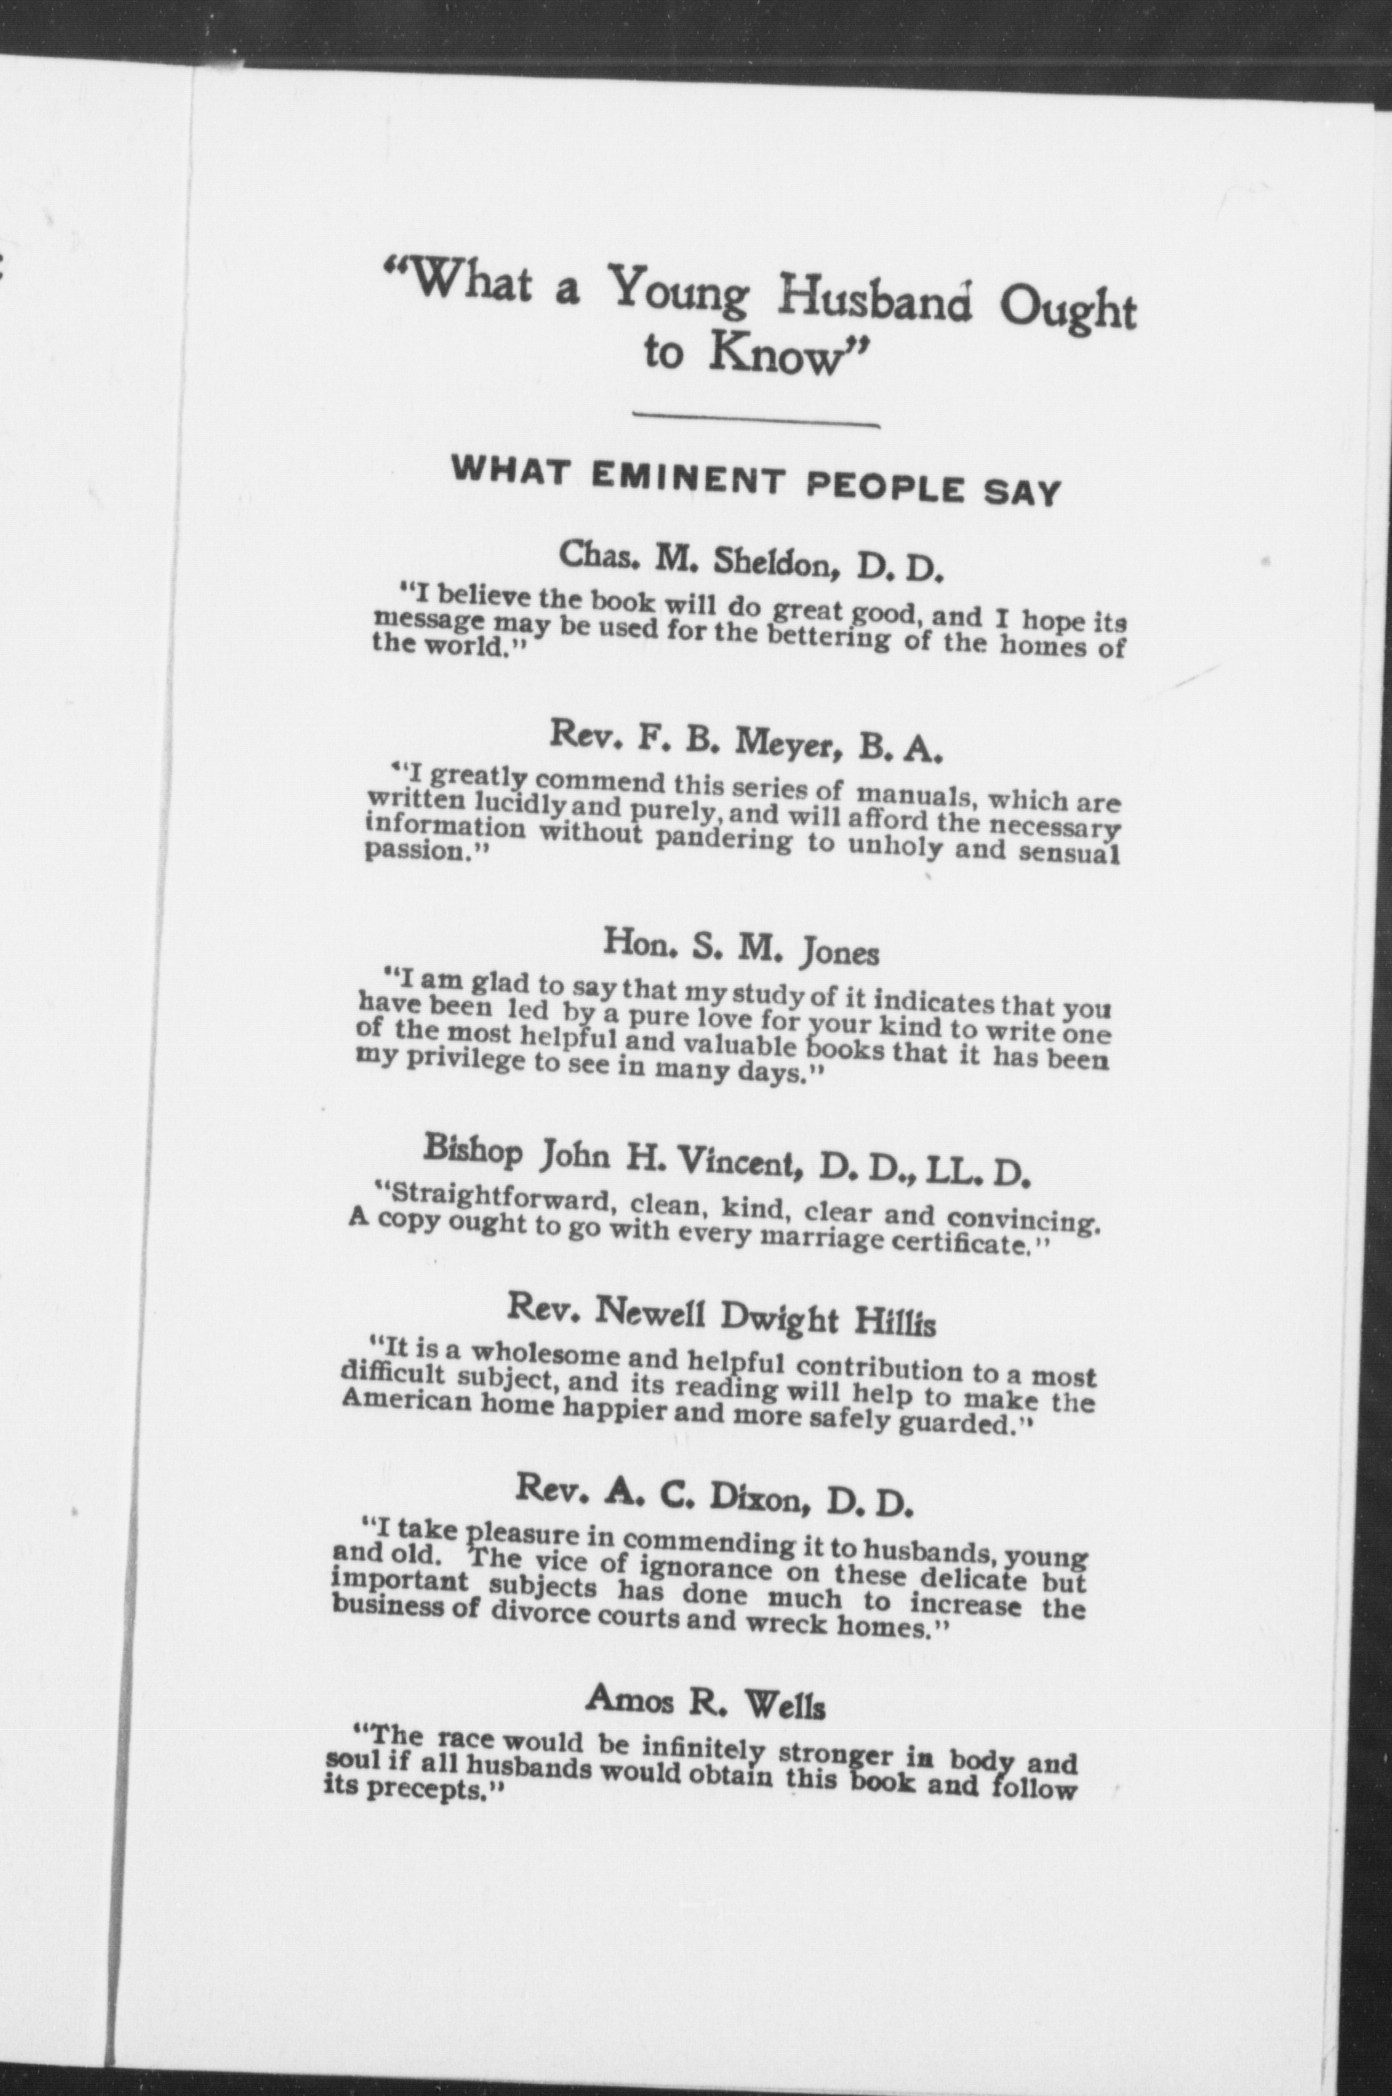 “What a Young Husband Ought
to Know”
WHAT EMINENT PEOPLE SAY
Chas. M. Sheldon, D. D.
“I believe the book will do great good, and I hope its
message may be used for the bettering of the homes of
the world.”
Rev. F. B. Meyer, B. A.
“I greatly commend this series of manuals, which are
written lucidly and purely, and will afford the necessary
information without pandering to unholy and sensual
passion.”
Hon. S. M. Jones
“I am glad to say that my study of it indicates that you
have been led by a pure love for your kind to write one
of the most helpful and valuable books that it has been
my privilege to see in many days.”
Bishop John H. Vincent, D. D., LL. D.
“Straightforward, clean, kind, clear and convincing.
A copy ought to go with every marriage certificate.”
Rev. Newell Dwight Hillis
“It is a wholesome and helpful contribution to a most
difficult subject, and its reading will help to make the
American home happier and more safely guarded.”
Rev. A. C. Dixon, D. D.
“I take pleasure in commending it to husbands, young
and old. The vice of ignorance on these delicate but
important subjects has done much to increase the
business of divorce courts and wreck homes.”
Amos R. Wells
“The race would be infinitely stronger in body and
soul if all husbands would obtain this book and follow
its precepts.”